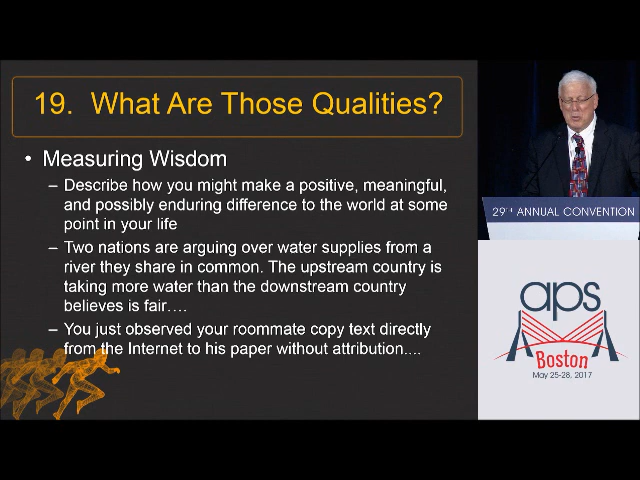 19. What Are Those Qualities?
• Measuring Wisdom
– Describe how you might make a positive, meaningful,
and possibly enduring difference to the world at some
point in your life
– Two nations are arguing over water supplies from a
river they share in common. The upstream country is
taking more water than the downstream country
believes is fair….
– You just observed your roommate copy text directly
from the Internet to his paper without attribution....
29TH ANNUAL CONVENTION
aps
Boston
May 25-28, 2017